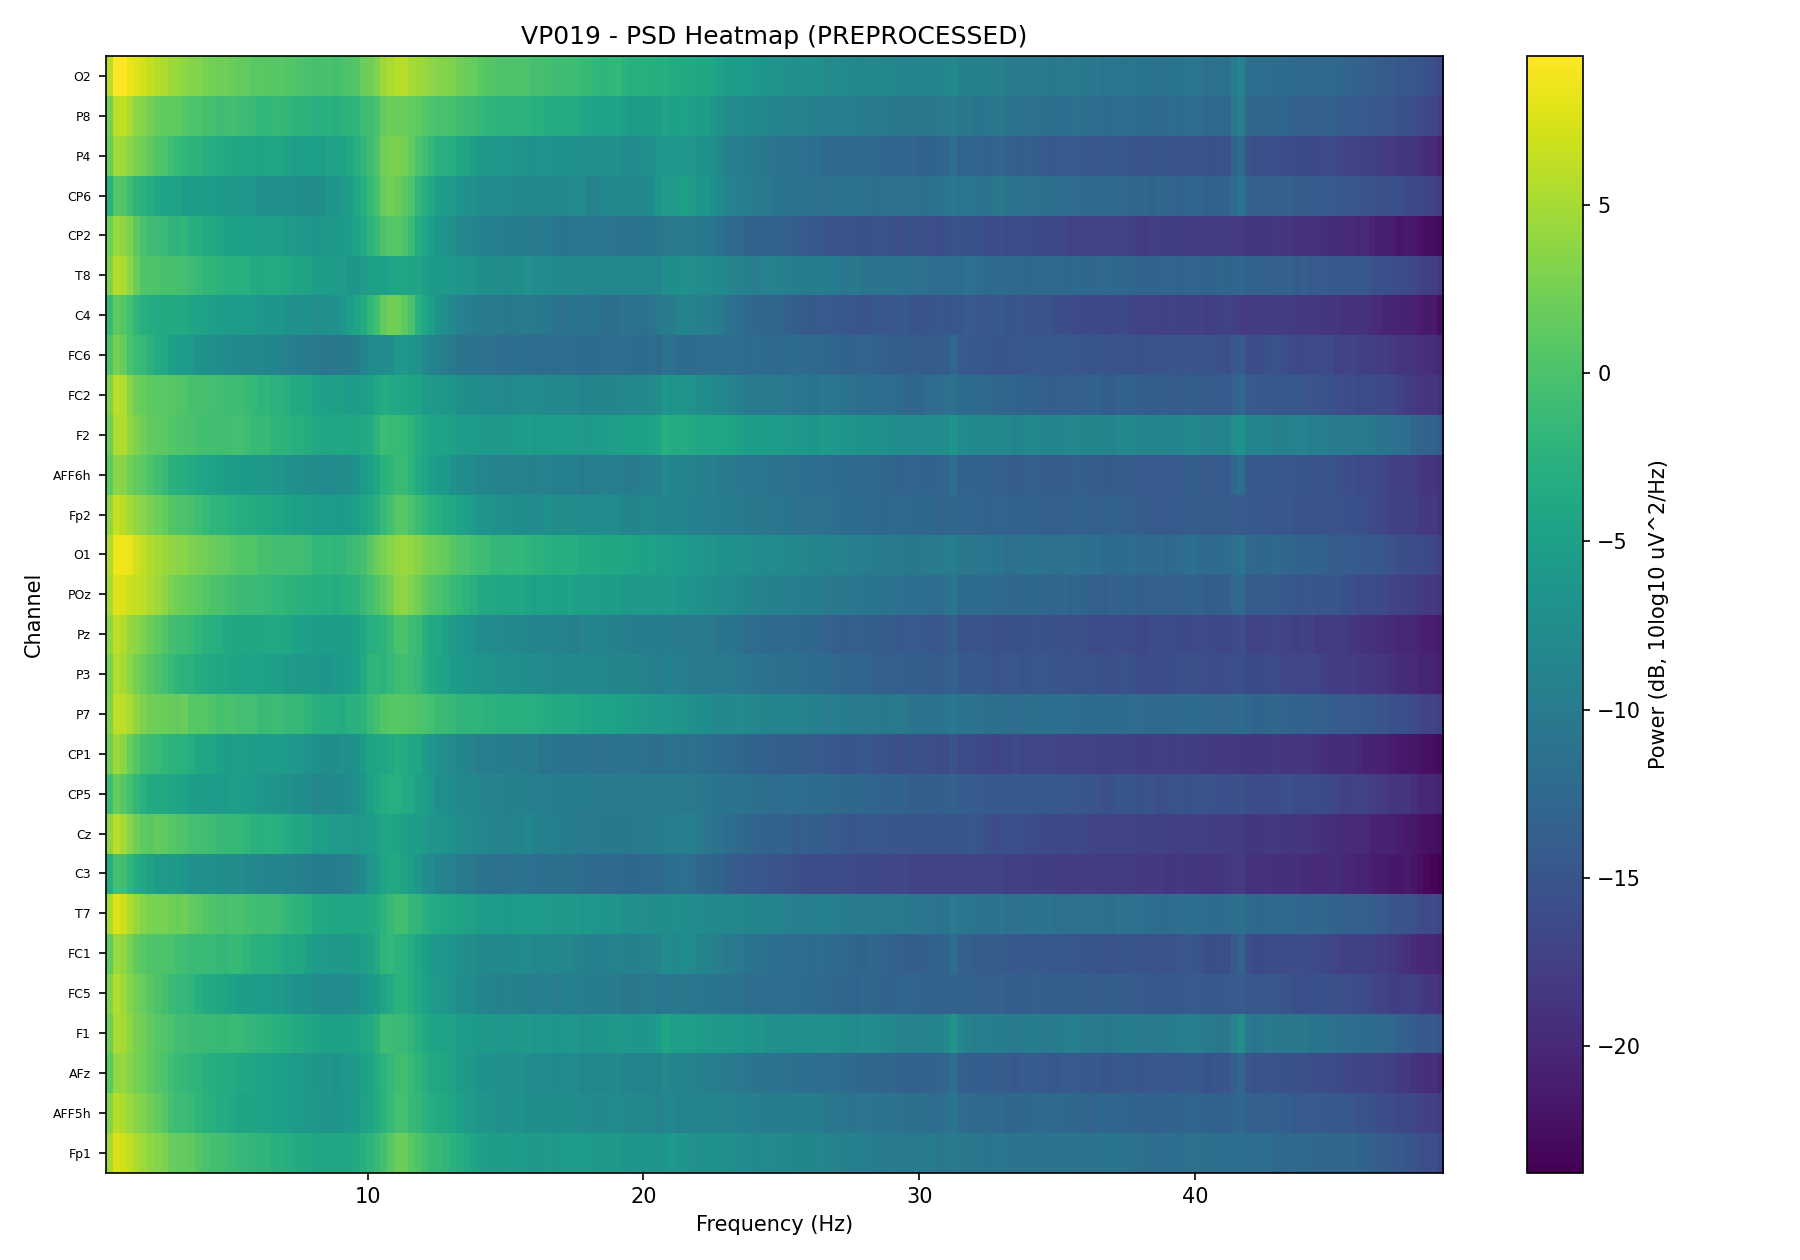 VP019 - PSD Heatmap (PREPROCESSED)
O2
P8
P4
CP6
CP2
T8
C4
FC6
FC2
F2
AFF6h
Fp2
O1
POz
Pz
P3
P7
CP1
CP5
Cz
C3
T7
FC1
FC5
F1
AFz
AFF5h
Fp1
Channel
10 20 30 40
Frequency (Hz)
5
0
−5
−10
−15
−20
Power (dB, 10log10 uV^2/Hz)